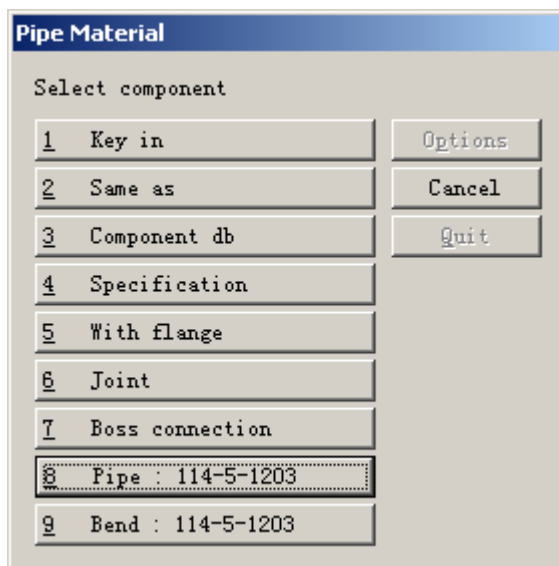 Pipe Material
Select component
1 Key in
Options
2 Same as
Cancel
3 Component db
Quit
4 Specification
5 With flange
6 Joint
7 Boss connection
8 Pipe : 114-5-1203
9 Bend : 114-5-1203